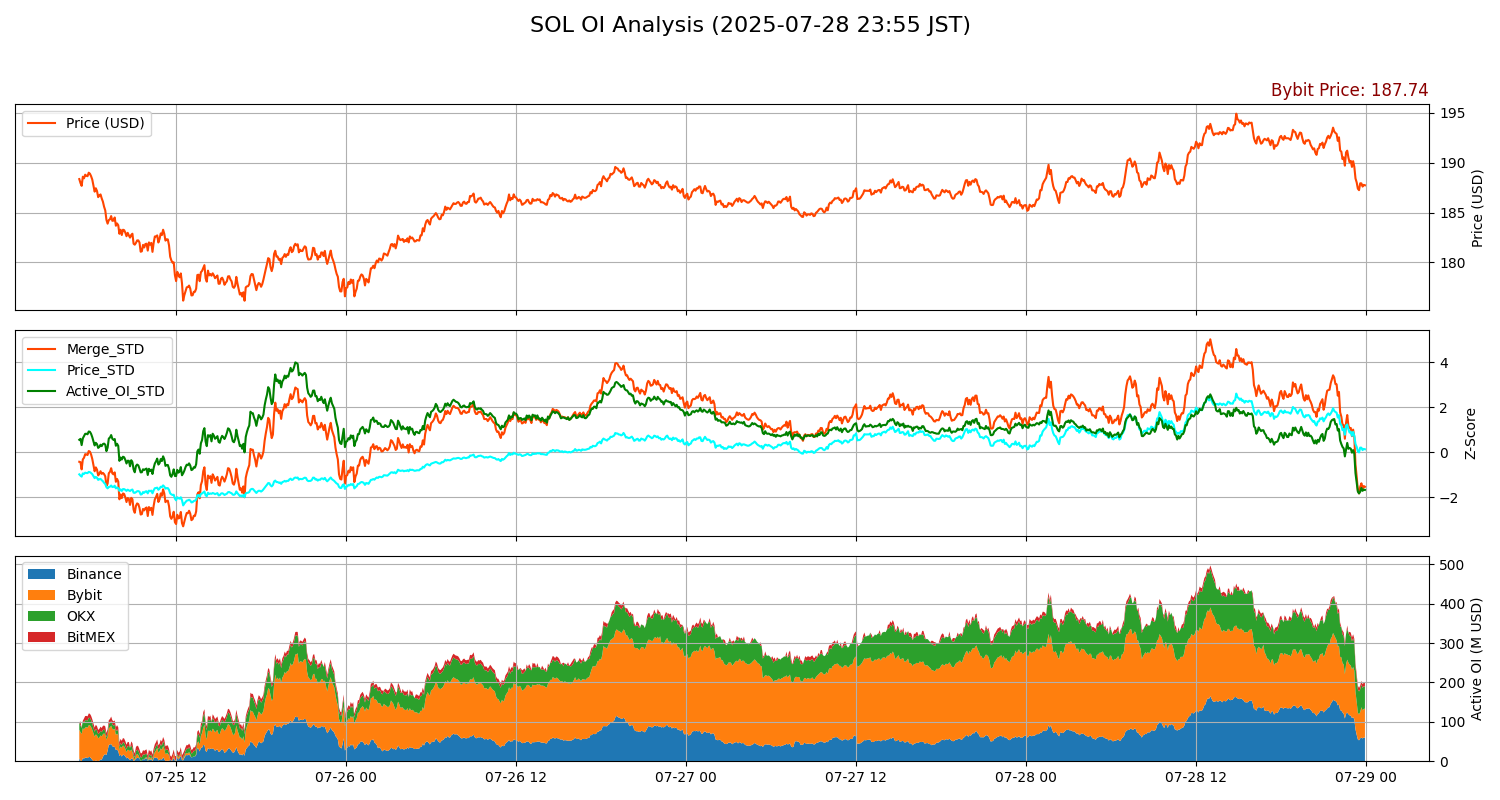 SOL OI Analysis (2025-07-28 23:55 JST)
Bybit Price: 187.74
Price (USD)
195
190
185
180
Price (USD)
Merge_STD
Price_STD
Active_OI_STD
4
2
0
−2
Z-Score
Binance
Bybit
OKX
BitMEX
500
400
300
200
100
0
Active OI (M USD)
07-25 12
07-26 00
07-26 12
07-27 00
07-27 12
07-28 00
07-28 12
07-29 00